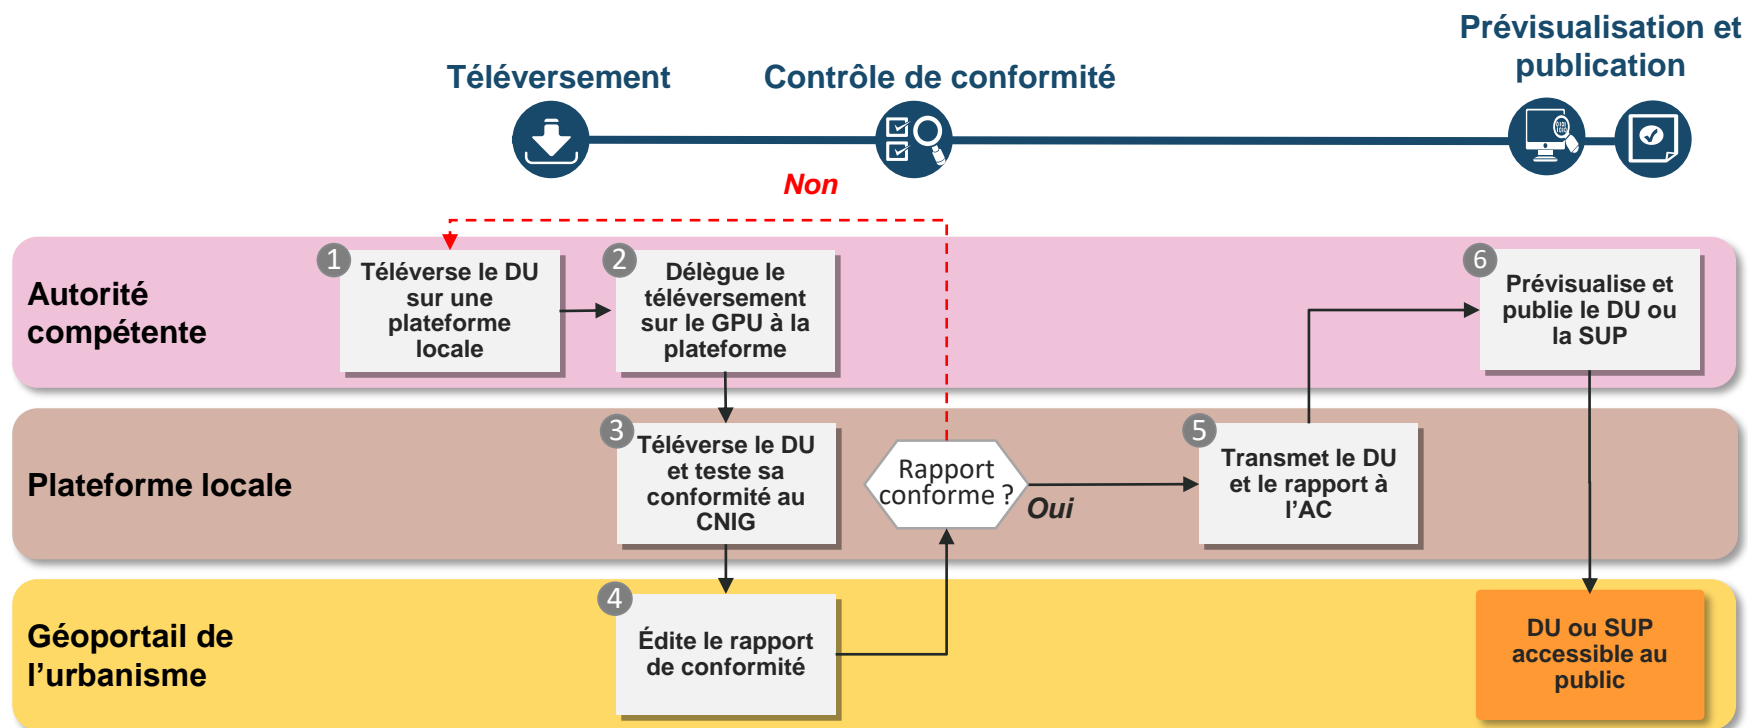 Prévisualisation et
publication
Téléversement
Contrôle de conformité
Non
Autorité
compétente
1
Téléverse le DU
sur une
plateforme
locale
2
Délègue le
téléversement
sur le GPU à la
plateforme
6
Prévisualise et
publie le DU ou
la SUP
Plateforme locale
3
Téléverse le DU
et teste sa
conformité au
CNIG
Rapport
conforme ?
Oui
5
Transmet le DU
et le rapport à
l’AC
Géoportail de
l’urbanisme
4
Édite le rapport
de conformité
DU ou SUP
accessible au
public